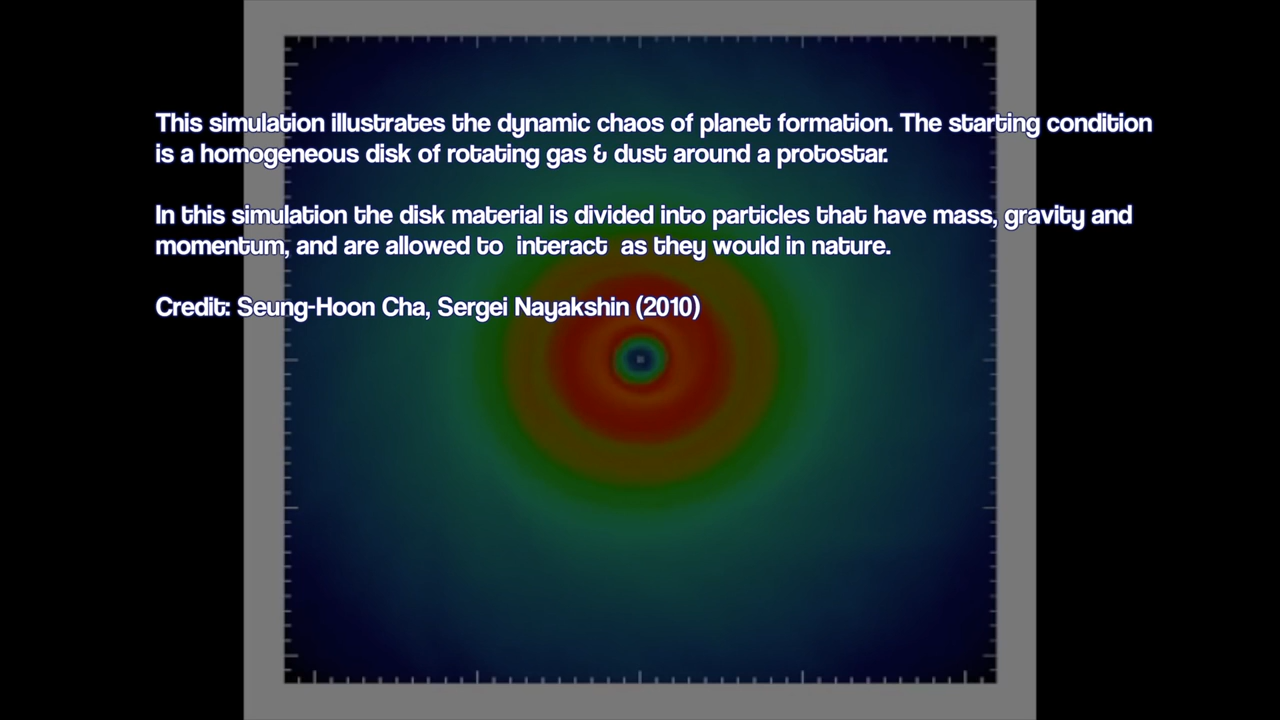 This simulation illustrates the dynamic chaos of planet formation. The starting condition
is a homogeneous disk of rotating gas & dust around a protostar.
In this simulation the disk material is divided into particles that have mass, gravity and
momentum, and are allowed to  interact  as they would in nature.
Credit: Seung-Hoon Cha, Sergei Nayakshin (2010)